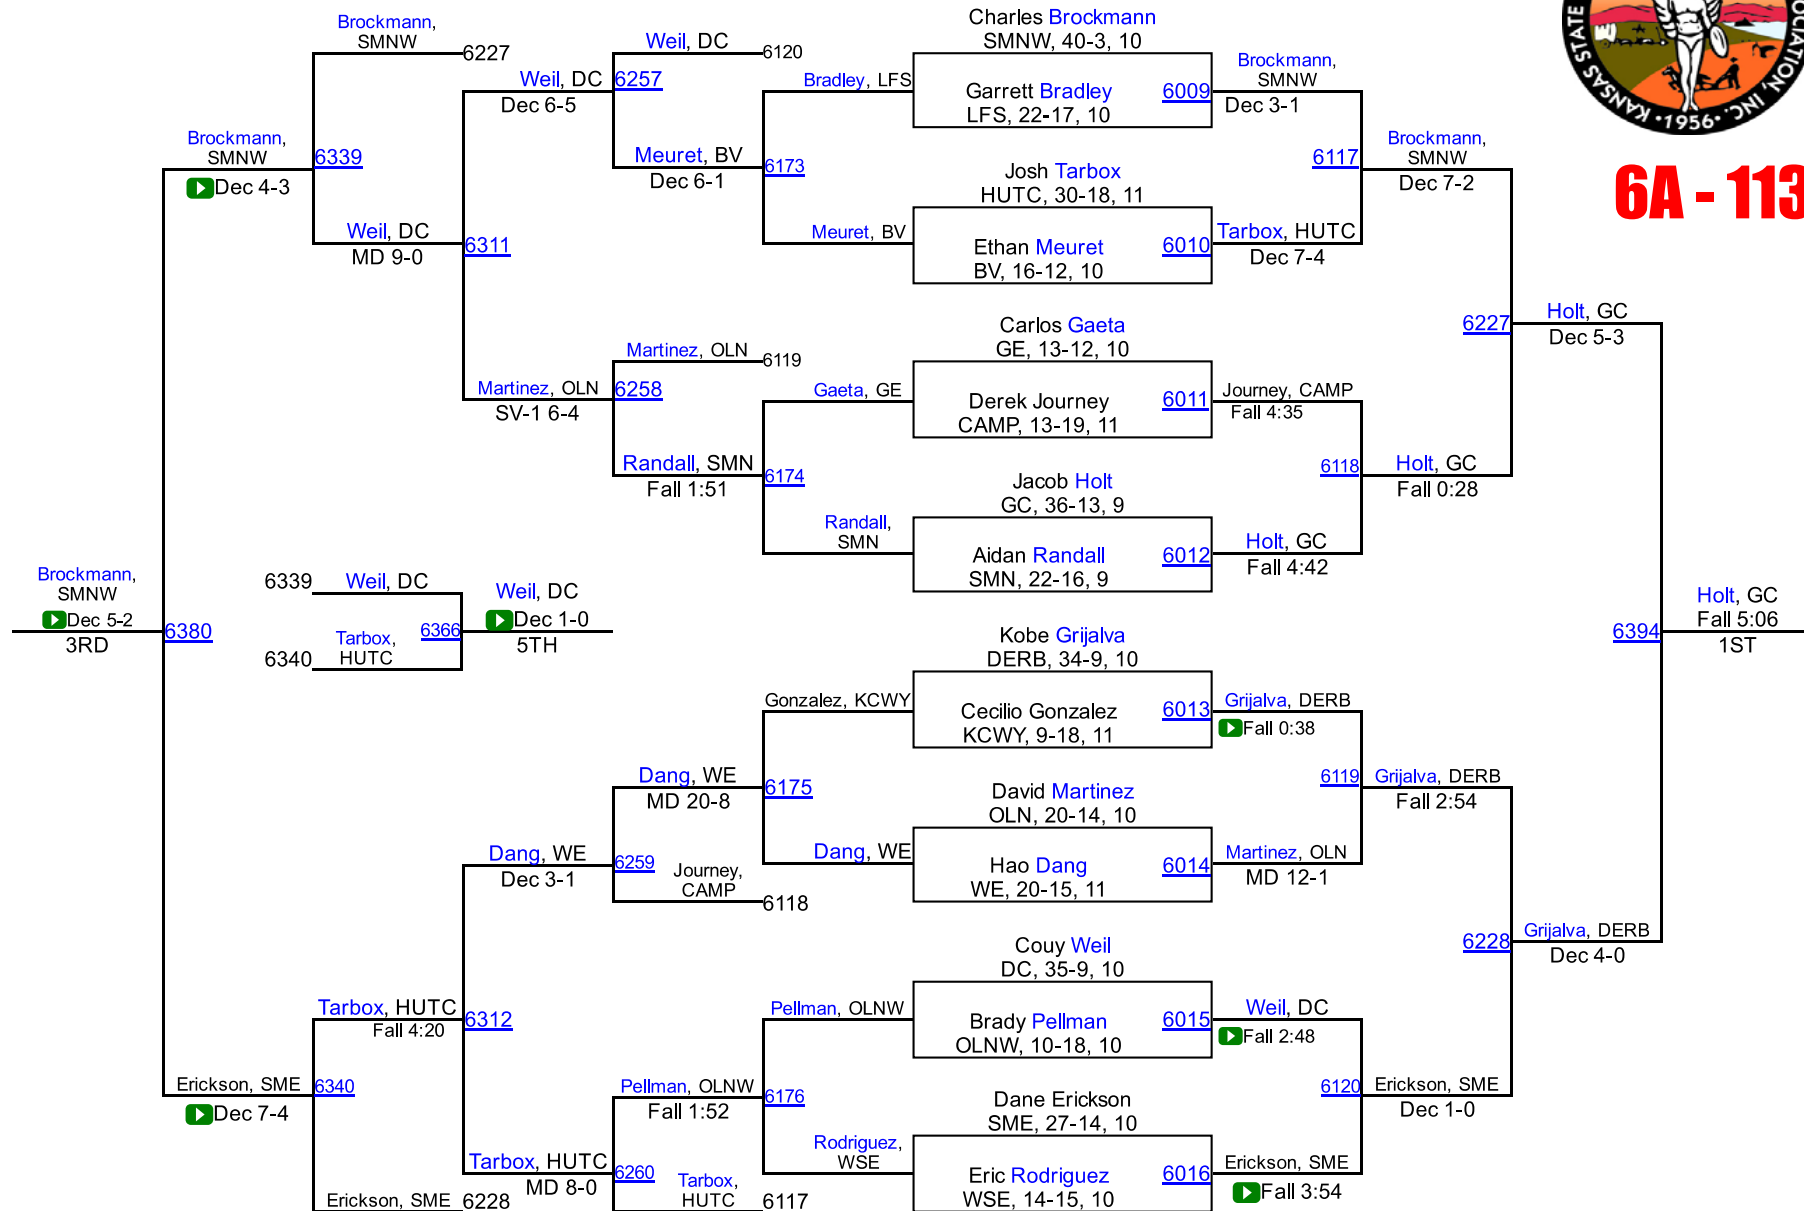 KANSAS STATE
OCIATION, INC.
•1956•
6A - 113
Charles Brockmann
SMNW, 40-3, 10
Garrett Bradley
LFS, 22-17, 10
6009
Josh Tarbox
HUTC, 30-18, 11
Ethan Meuret
BV, 16-12, 10
6010
Carlos Gaeta
GE, 13-12, 10
Derek Journey
CAMP, 13-19, 11
6011
Jacob Holt
GC, 36-13, 9
Aidan Randall
SMN, 22-16, 9
6012
Kobe Grijalva
DERB, 34-9, 10
Cecilio Gonzalez
KCWY, 9-18, 11
6013
David Martinez
OLN, 20-14, 10
Hao Dang
WE, 20-15, 11
6014
Couy Weil
DC, 35-9, 10
Brady Pellman
OLNW, 10-18, 10
6015
Dane Erickson
SME, 27-14, 10
Eric Rodriguez
WSE, 14-15, 10
6016
Brockmann,
SMNW
Dec 3-1
6117
Tarbox, HUTC
Dec 7-4
Journey, CAMP
Fall 4:35
6118
Holt, GC
Fall 4:42
Grijalva, DERB
Fall 0:38
6119
Martinez, OLN
MD 12-1
Weil, DC
Fall 2:48
6120
Erickson, SME
Fall 3:54
Brockmann,
SMNW
Dec 7-2
6227
Holt, GC
Fall 0:28
Grijalva, DERB
Fall 2:54
6228
Erickson, SME
Dec 1-0
Holt, GC
Dec 5-3
6394
Grijalva, DERB
Dec 4-0
Holt, GC
Fall 5:06
1ST
Bradley, LFS
6173
Meuret, BV
Gaeta, GE
6174
Randall,
SMN
Gonzalez, KCWY
6175
Dang, WE
Pellman, OLNW
6176
Rodriguez,
WSE
Weil, DC
6120
6257
Meuret, BV
Dec 6-1
Martinez, OLN
6119
6258
Randall, SMN
Fall 1:51
Dang, WE
MD 20-8
6259
Journey,
CAMP
6118
Pellman, OLNW
Fall 1:52
6260
Tarbox,
HUTC
6117
Weil, DC
Dec 6-5
6311
Martinez, OLN
SV-1 6-4
Dang, WE
Dec 3-1
6312
Tarbox, HUTC
MD 8-0
Brockmann,
SMNW
6227
6339
Weil, DC
MD 9-0
Tarbox, HUTC
Fall 4:20
6340
Erickson, SME
6228
Brockmann,
SMNW
Dec 4-3
6380
Erickson, SME
Dec 7-4
Brockmann,
SMNW
Dec 5-2
3RD
6339
Weil, DC
6366
6340
Tarbox,
HUTC
Weil, DC
Dec 1-0
5TH